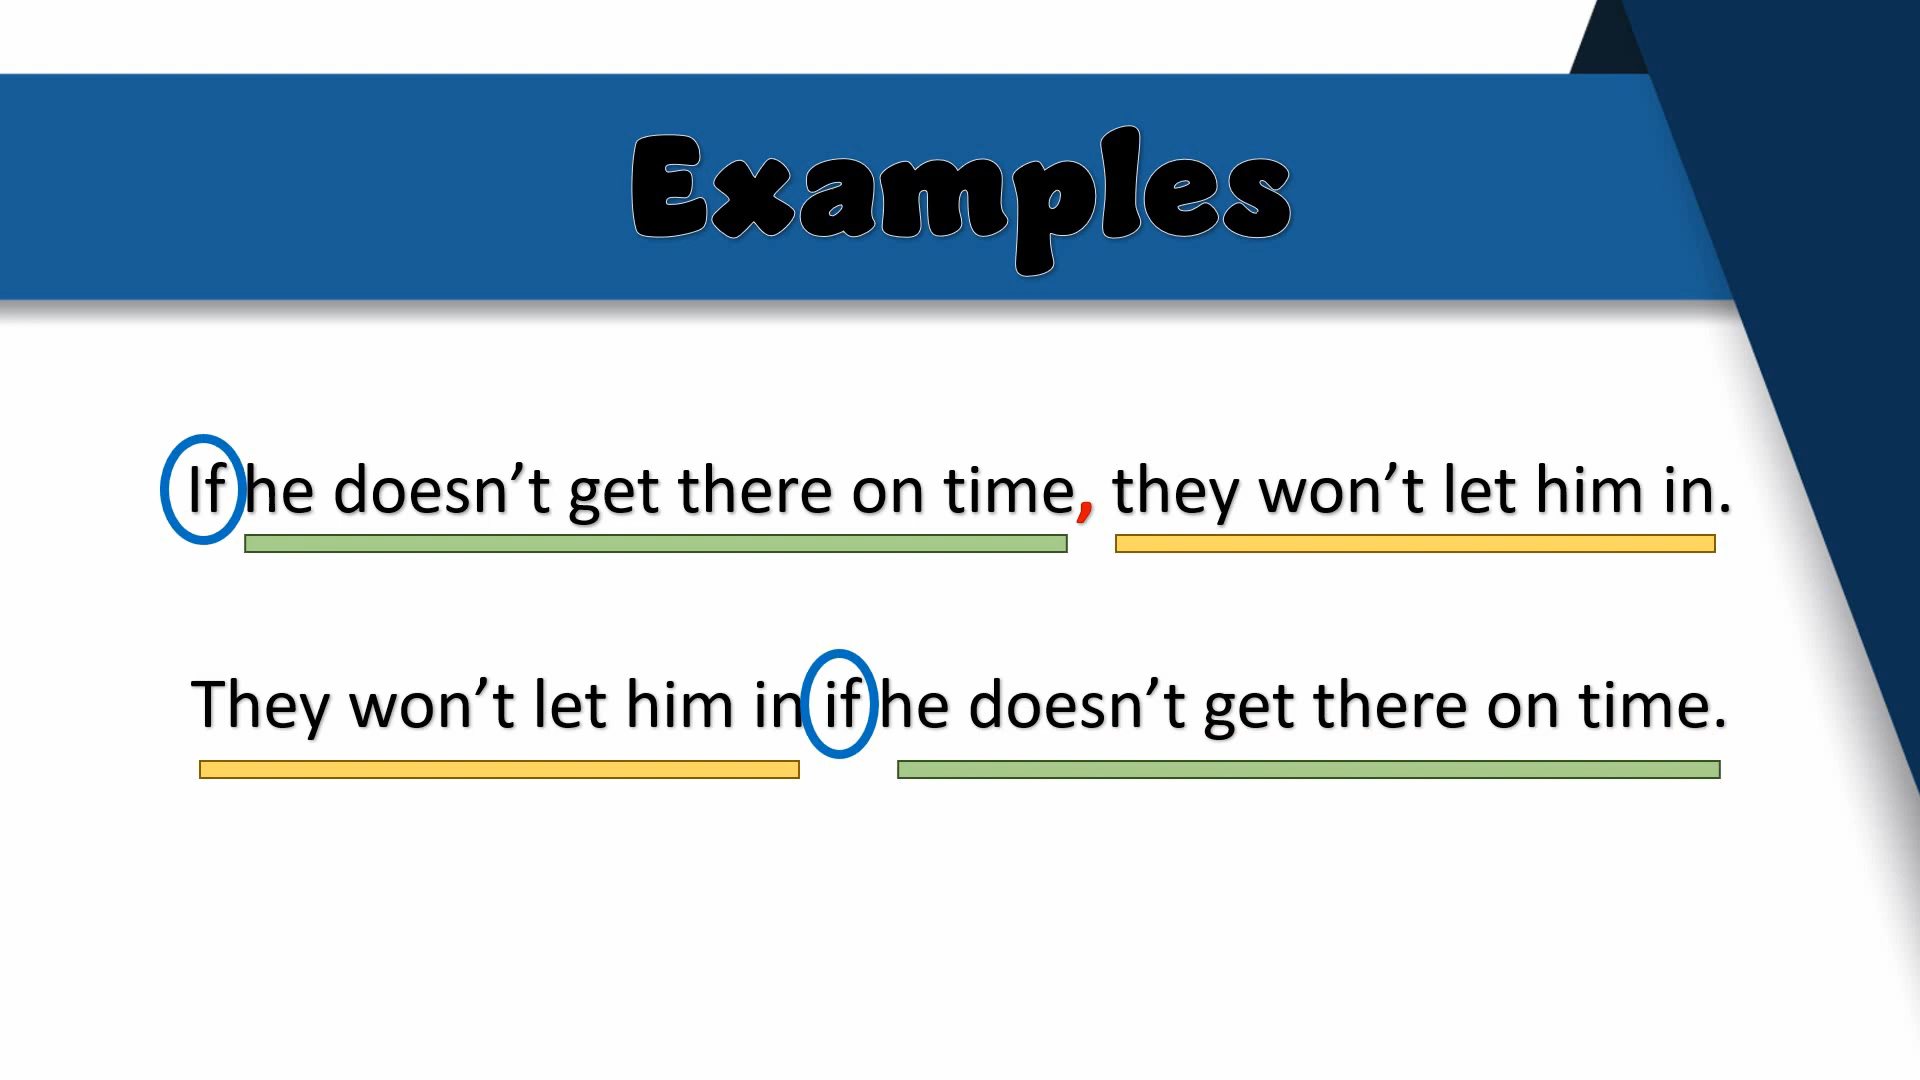 Examples
If he doesn’t get there on time, they won’t let him in.
They won’t let him in if he doesn’t get there on time.